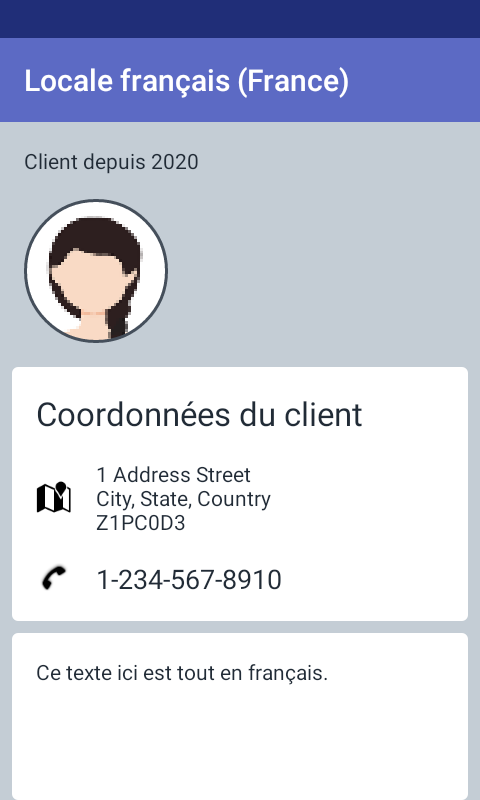 Locale français (France)
Client depuis 2020
Coordonnées du client
1 Address Street
City, State, Country
Z1PC0D3
1-234-567-8910
Ce texte ici est tout en français.